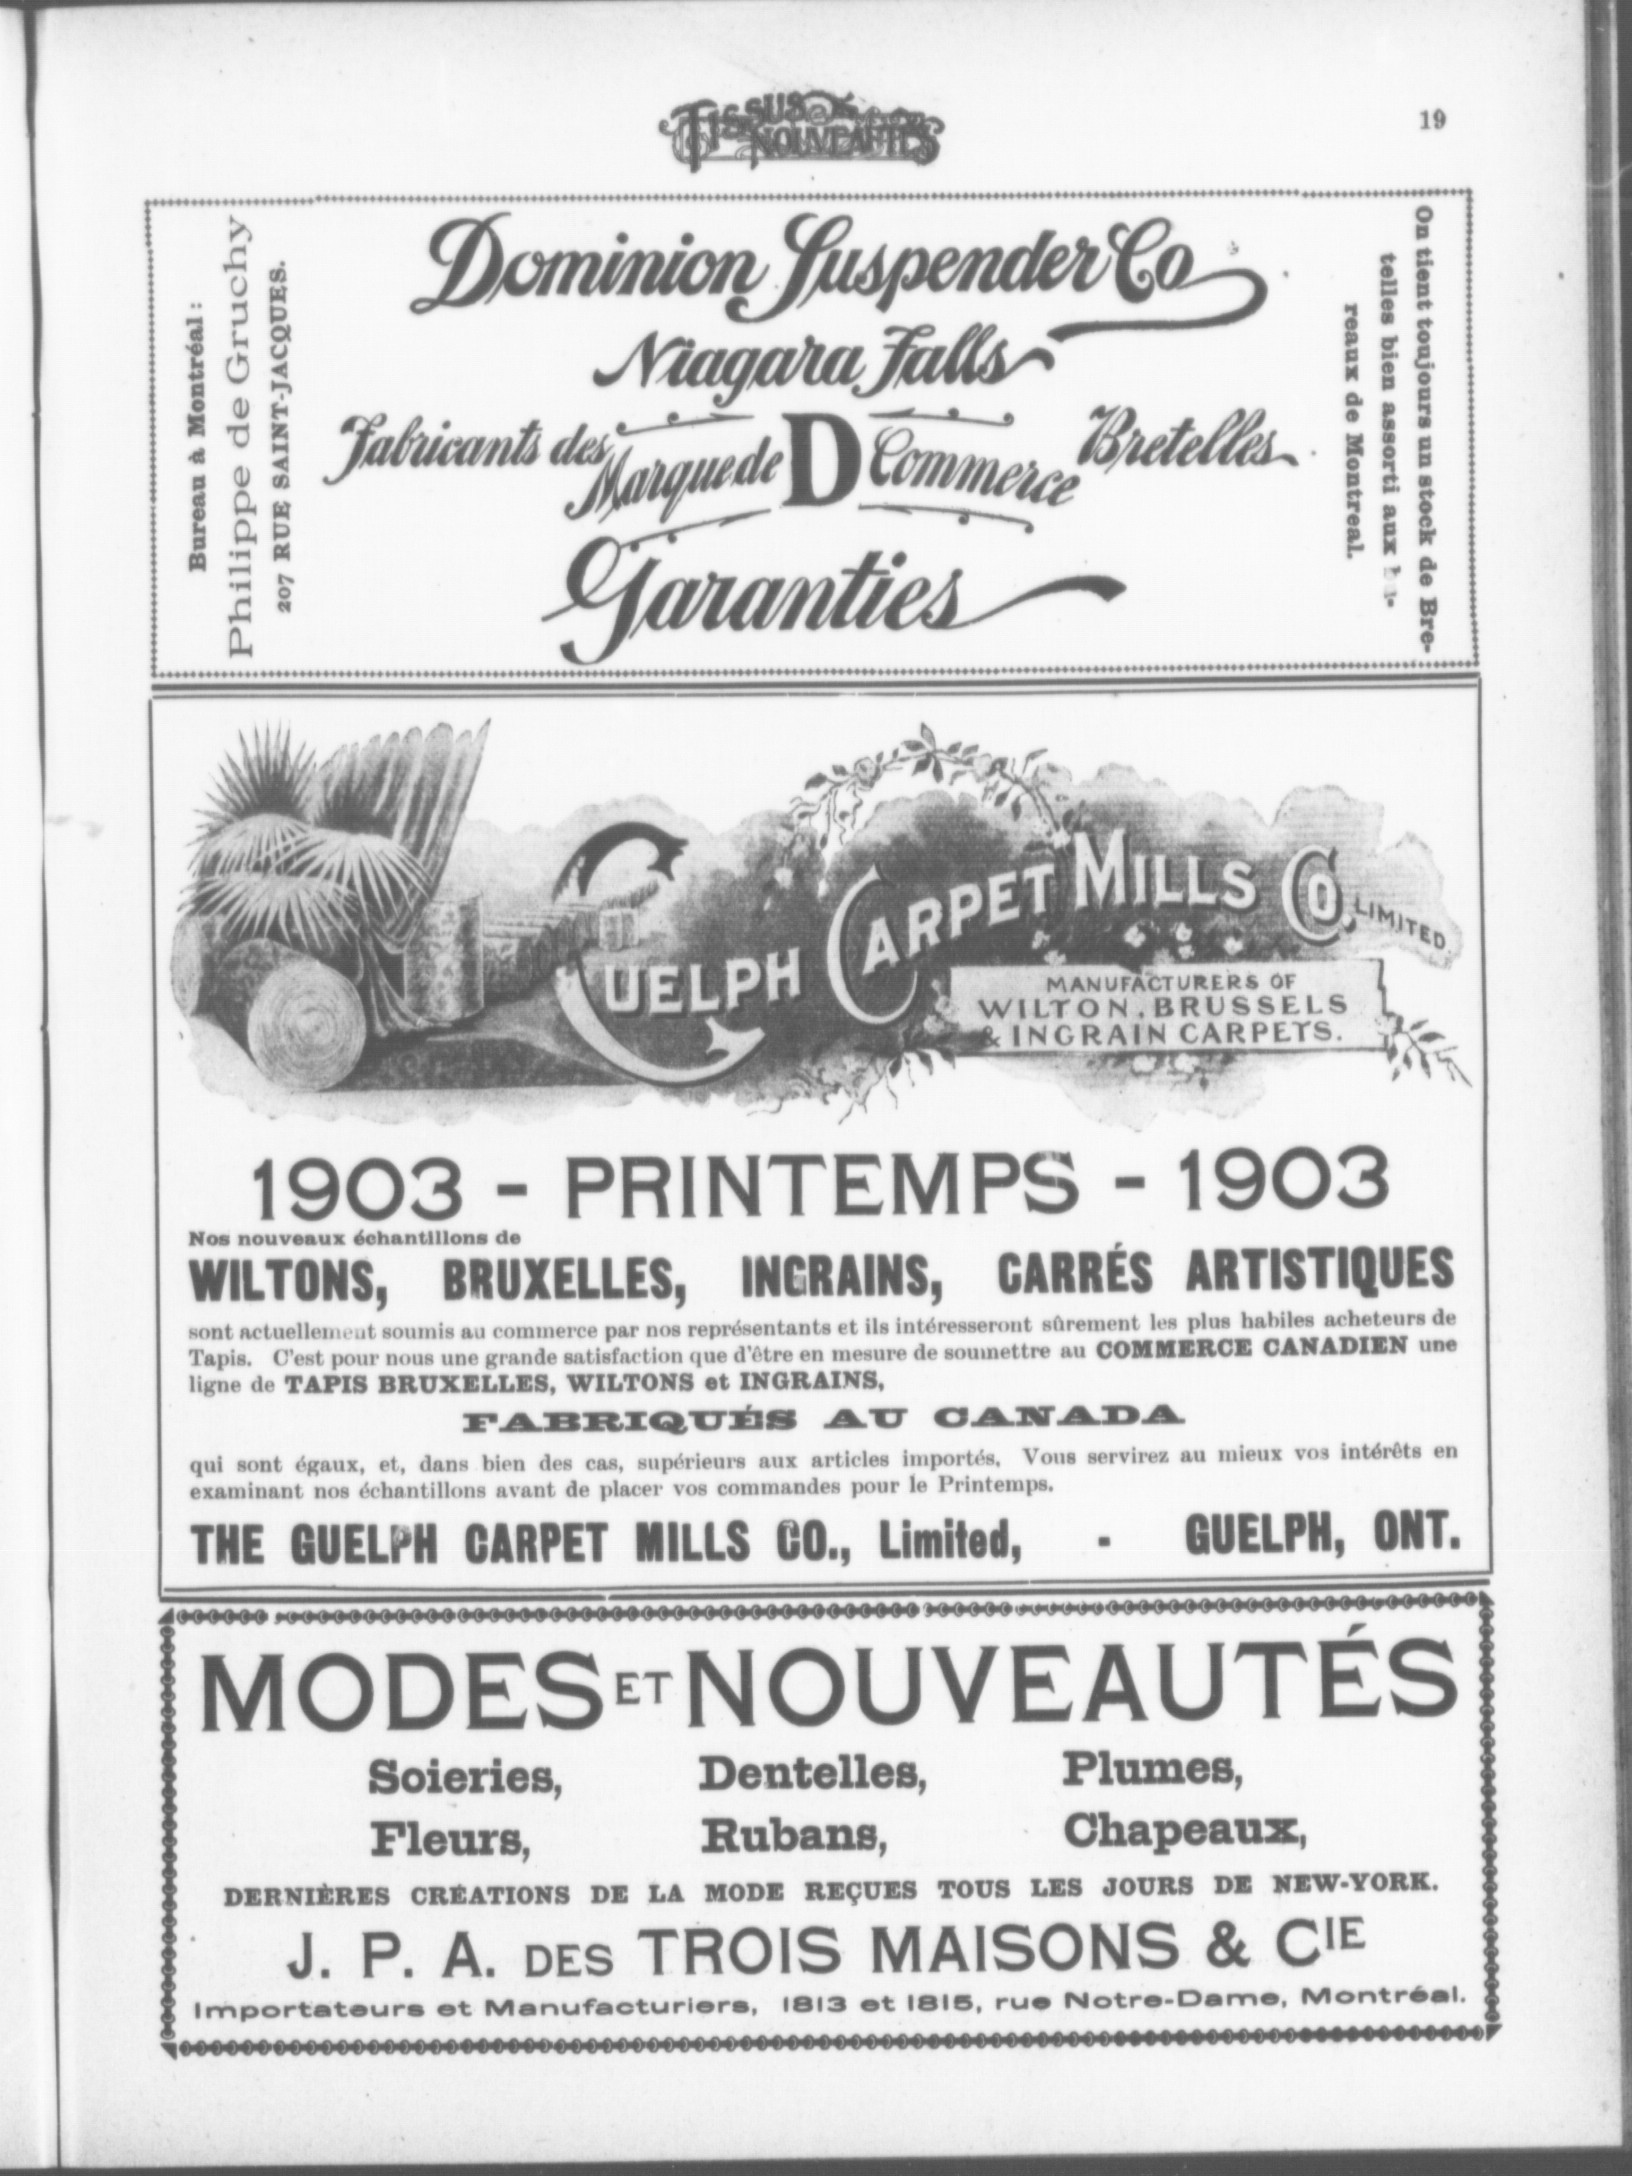 TISSUS
NOUVEAUTÉS
19
Bureau à Montréal :
Philippe de Gruchy
207 RUE SAINT-JACQUES.
Dominion Suspender Co.
Niagara Falls
Fabricants des Bretelles
Marque de D Commerce
Garanties
On tient toujours un stock de Bre-
telles bien assorti aux bu-
reaux de Montreal.
GUELPH CARPET MILLS CO. LIMITED.
MANUFACTURERS OF
WILTON, BRUSSELS
& INGRAIN CARPETS.
1903 - PRINTEMPS - 1903
Nos nouveaux échantillons de
WILTONS, BRUXELLES, INGRAINS, CARRÉS ARTISTIQUES
sont actuellement soumis au commerce par nos représentants et ils intéresseront sûrement les plus habiles acheteurs de
Tapis. C'est pour nous une grande satisfaction que d'être en mesure de soumettre au COMMERCE CANADIEN une
ligne de TAPIS BRUXELLES, WILTONS et INGRAINS,
FABRIQUÉS AU CANADA
qui sont égaux, et, dans bien des cas, supérieurs aux articles importés. Vous servirez au mieux vos intérêts en
examinant nos échantillons avant de placer vos commandes pour le Printemps.
THE GUELPH CARPET MILLS CO., Limited, - GUELPH, ONT.
MODES ET NOUVEAUTÉS
Soieries, Dentelles, Plumes,
Fleurs, Rubans, Chapeaux,
DERNIÈRES CRÉATIONS DE LA MODE REÇUES TOUS LES JOURS DE NEW-YORK.
J. P. A. DES TROIS MAISONS & CIE
Importateurs et Manufacturiers, 1813 et 1815, rue Notre-Dame, Montréal.